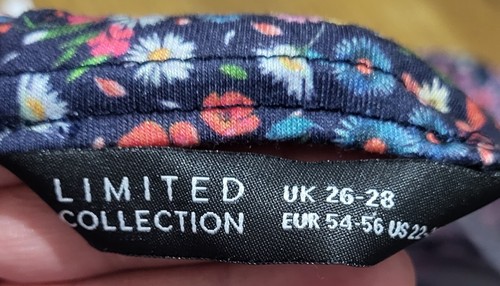 LIMITED
COLLECTION
UK 26-28
EUR 54-56 US 22-